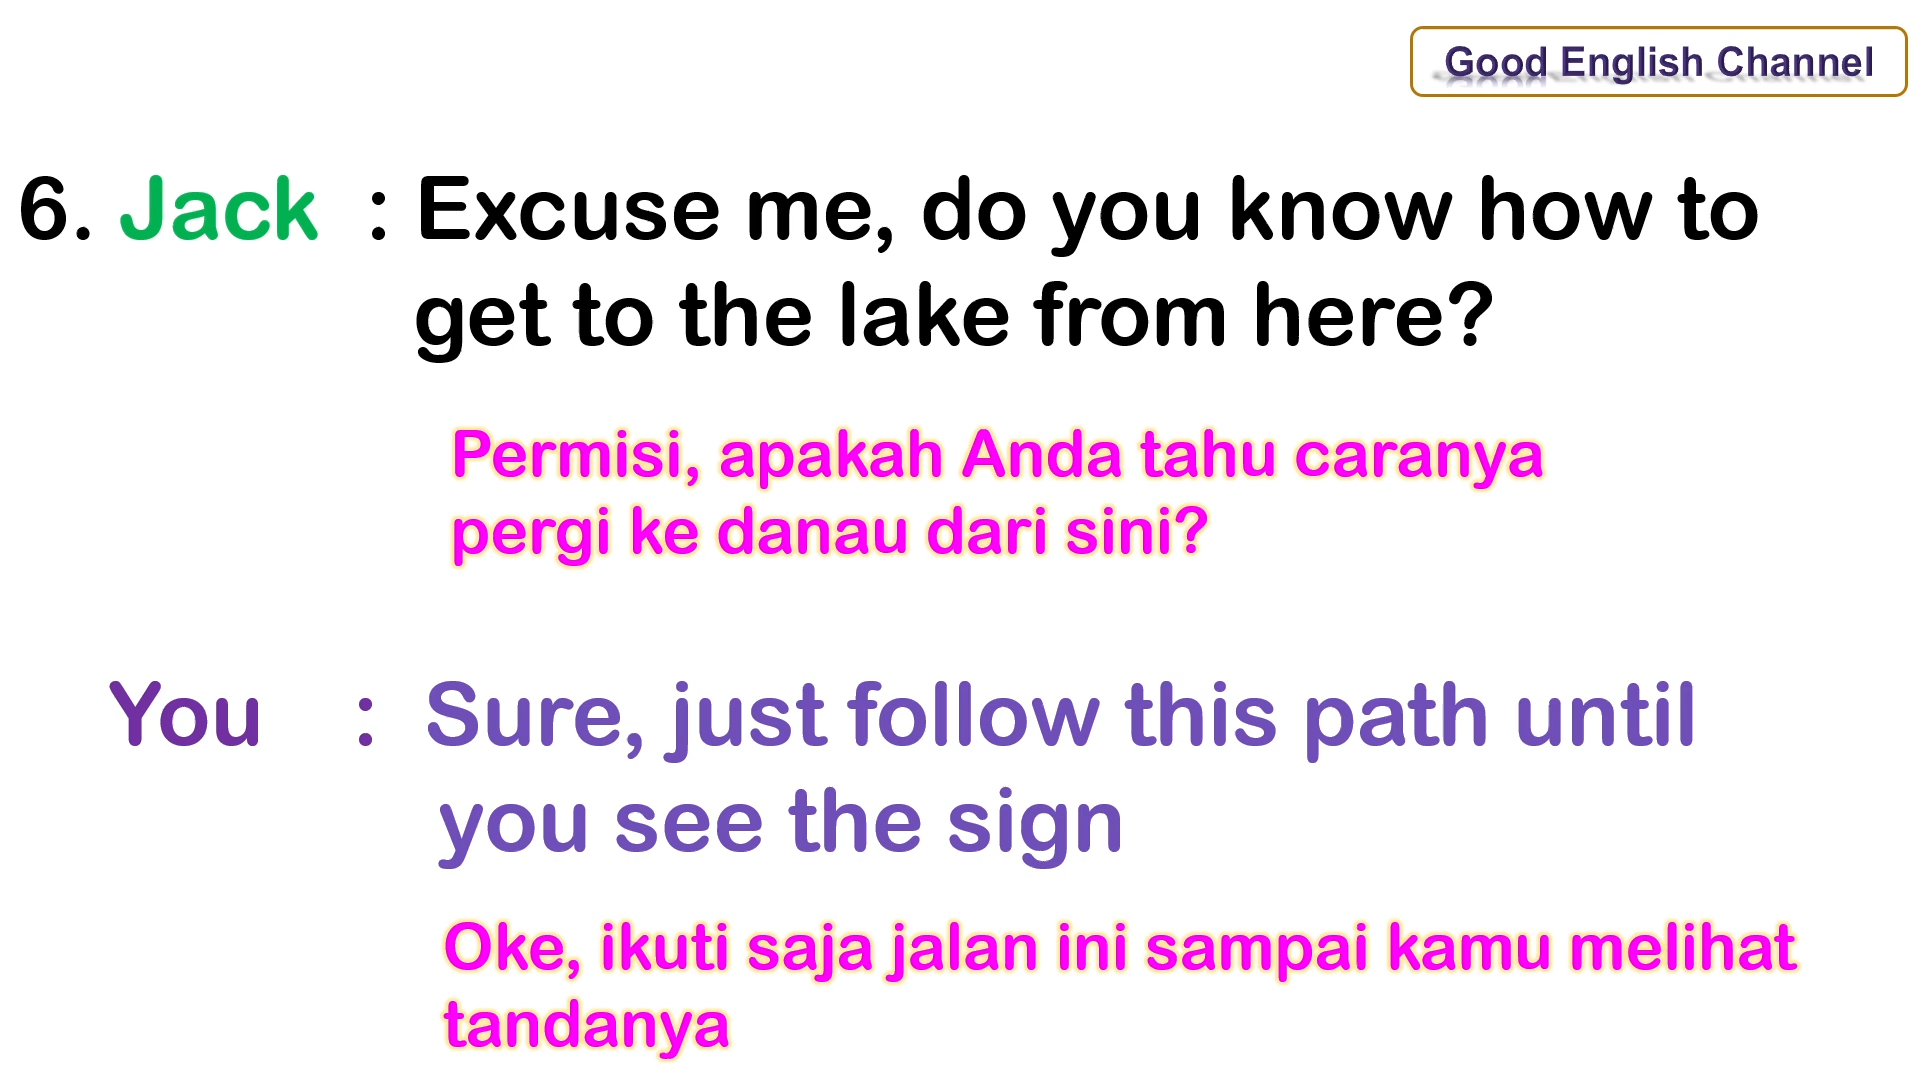 Good English Channel
6. Jack : Excuse me, do you know how to
get to the lake from here?
Permisi, apakah Anda tahu caranya
pergi ke danau dari sini?
You : Sure, just follow this path until
you see the sign
Oke, ikuti saja jalan ini sampai kamu melihat
tandanya